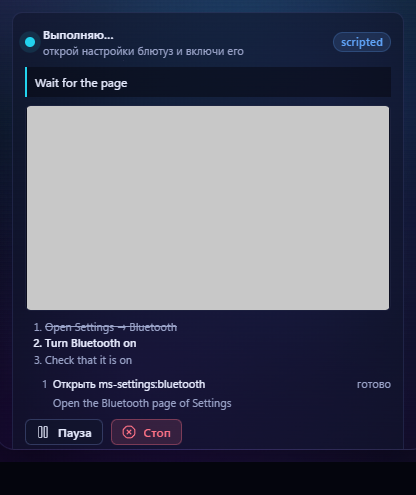 Выполняю...
открой настройки блютуз и включи его
scripted
Wait for the page
1. Open Settings → Bluetooth
2. Turn Bluetooth on
3. Check that it is on
1 Открыть ms-settings:bluetooth готово
Open the Bluetooth page of Settings
Пауза Стоп